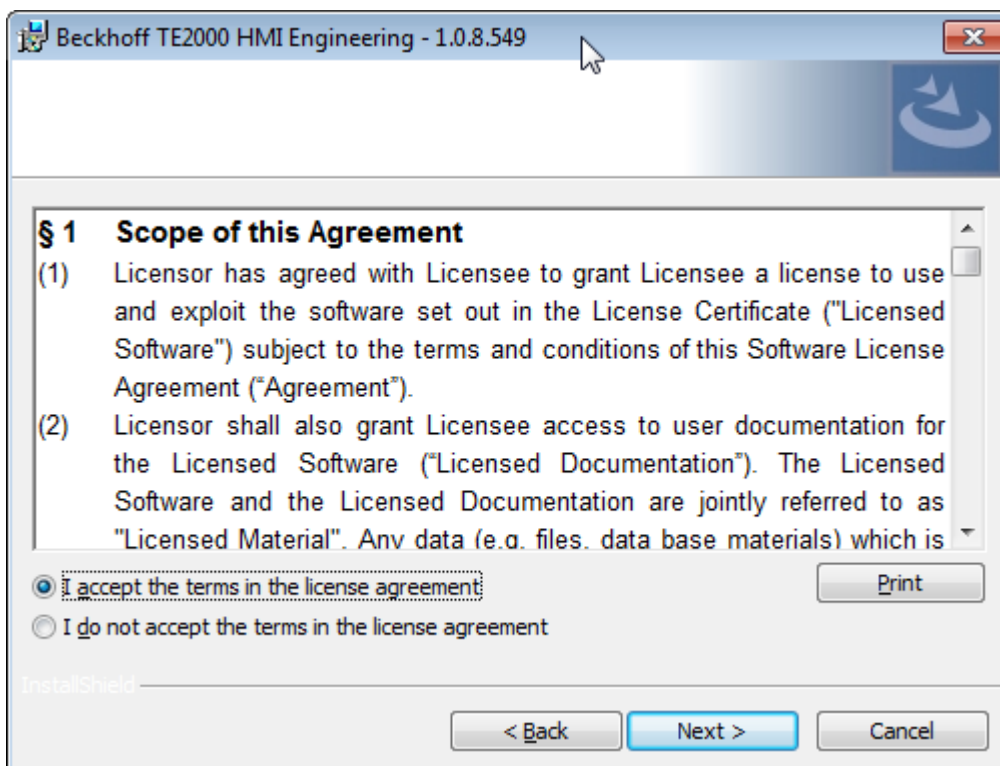 Beckhoff TE2000 HMI Engineering - 1.0.8.549
§ 1 Scope of this Agreement
(1) Licensor has agreed with Licensee to grant Licensee a license to use
and exploit the software set out in the License Certificate ("Licensed
Software") subject to the terms and conditions of this Software License
Agreement (“Agreement”).
(2) Licensor shall also grant Licensee access to user documentation for
the Licensed Software (“Licensed Documentation”). The Licensed
Software and the Licensed Documentation are jointly referred to as
"Licensed Material". Any data (e.g. files, data base materials) which is
I accept the terms in the license agreement
Print
I do not accept the terms in the license agreement
InstallShield
< Back Next > Cancel